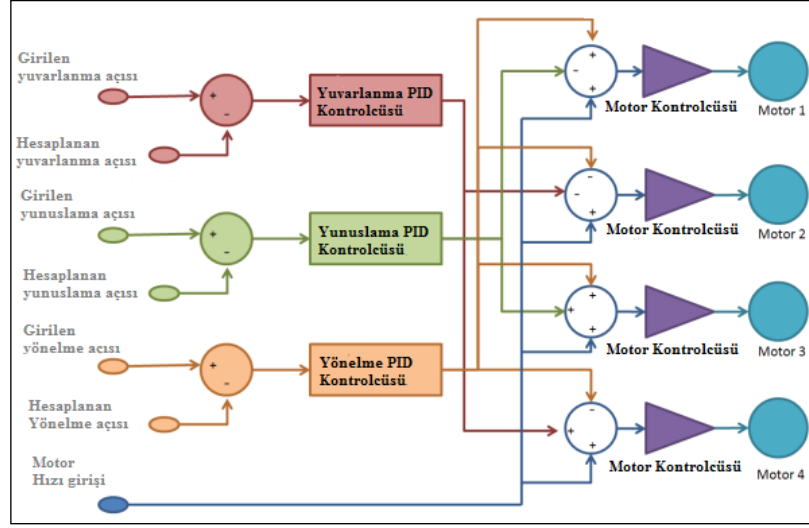 Girilen
yuvarlanma açısı
+
-
Hesaplanan
yuvarlanma açısı
Yuvarlanma PID
Kontrolcüsü
Girilen
yunuslama açısı
+
-
Hesaplanan
yunuslama açısı
Yunuslama PID
Kontrolcüsü
Girilen
yönelme açısı
+
-
Hesaplanan
Yönelme açısı
Yönelme PID
Kontrolcüsü
Motor
Hızı girişi
+
-
+
Motor Kontrolcüsü
Motor 1
-
-
+
Motor Kontrolcüsü
Motor 2
+
+
+
Motor Kontrolcüsü
Motor 3
-
+
+
Motor Kontrolcüsü
Motor 4